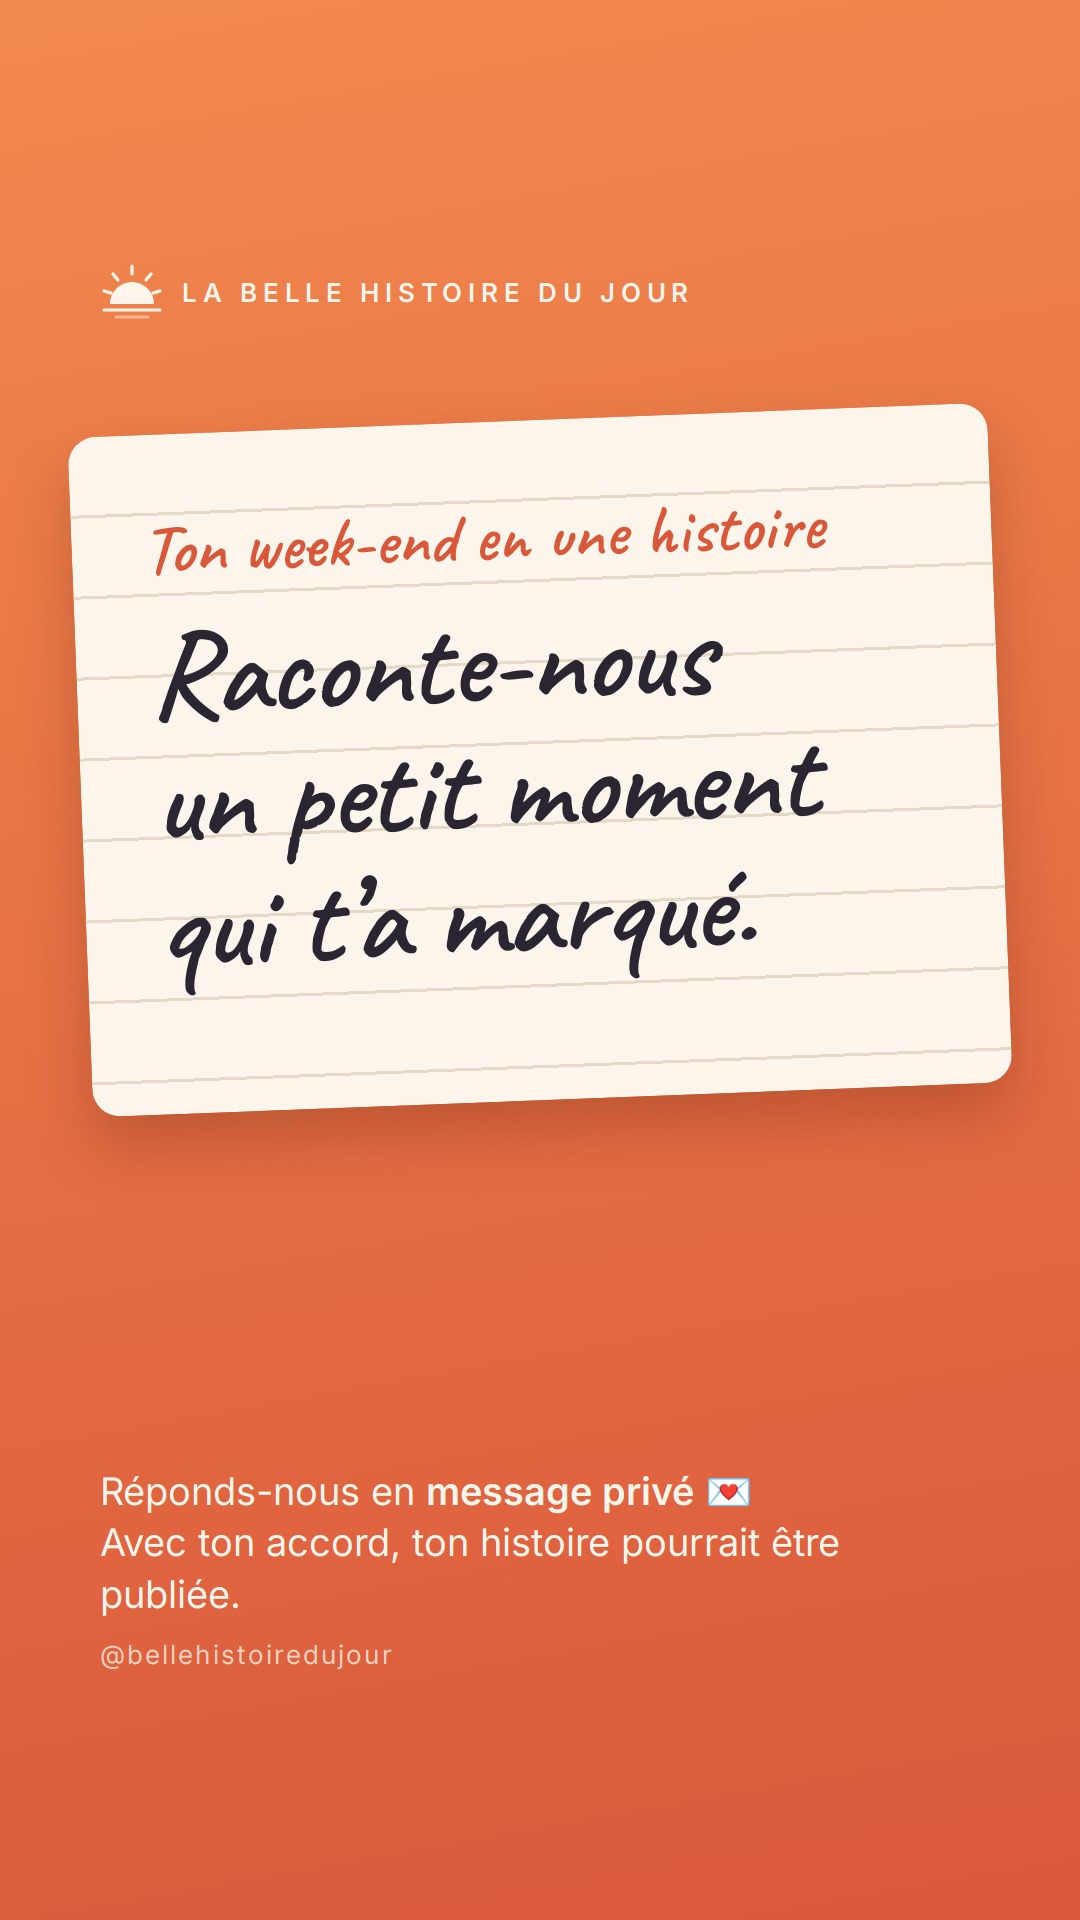 LA BELLE HISTOIRE DU JOUR
Ton week-end en une histoire
Raconte-nous
un petit moment
qui t’a marqué.
Réponds-nous en message privé 💌
Avec ton accord, ton histoire pourrait être
publiée.
@bellehistoiredujour